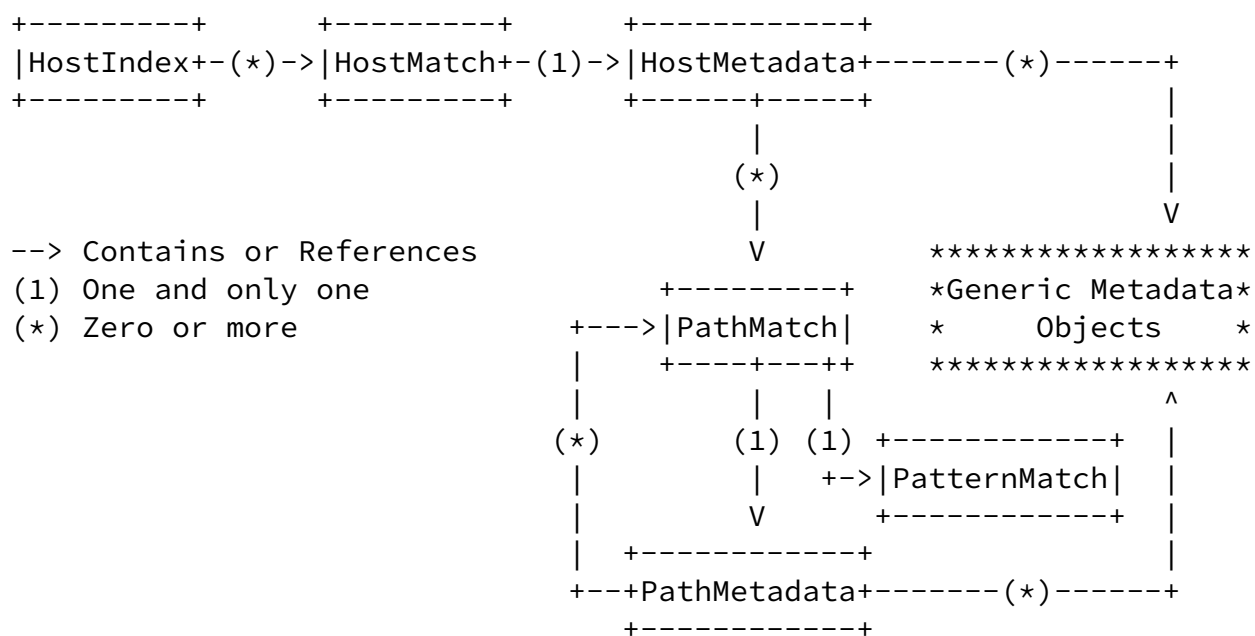 +---------+      +---------+      +------------+
|HostIndex+-(*)->|HostMatch+-(1)->|HostMetadata+-------(*)------+
+---------+      +---------+      +------+-----+                |
                                         |                      |
                                        (*)                     |
                                         |                      V
--> Contains or References               V         ******************
(1) One and only one                +---------+    *Generic Metadata*
(*) Zero or more               +--->|PathMatch|    *     Objects    *
                               |    +----+---++    ******************
                               |         |   |                  ^
                              (*)       (1) (1) +------------+  |
                               |         |   +->|PatternMatch|  |
                               |         V      +------------+  |
                               |  +------------+                |
                               +--+PathMetadata+-------(*)------+
                                  +------------+